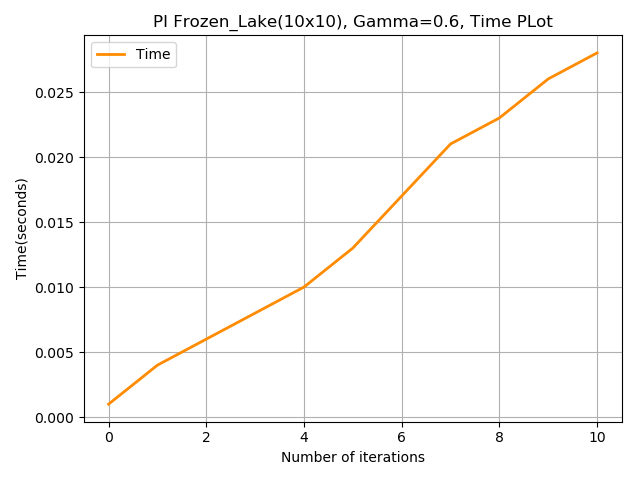 PI Frozen_Lake(10x10), Gamma=0.6, Time PLot
Time
0.025
0.020
0.015
0.010
0.005
0.000
Time(seconds)
0 2 4 6 8 10
Number of iterations